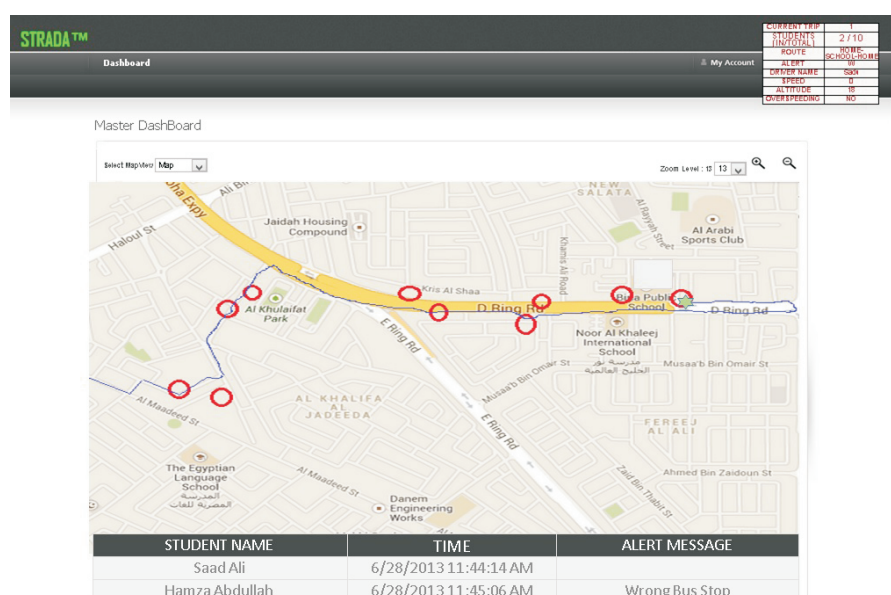 STRADA™
CURRENT TRIP 1
STUDENTS (IN/TOTAL) 2 / 10
ROUTE HOME-SCHOOL-HOME
ALERT
DRIVER NAME Sadi
SPEED 0
ALTITUDE 18
OVERSPEEDING NO
Dashboard
My Account
Master DashBoard
Select MapView Map
Zoom Level : 13 13
NEW
SALATA
Al Rayyah Street
Haloul St
Jaidah Housing
Compound
Khamis Ali Road
Al Arabi
Sports Club
Kris Al Shaa
Al Khulaifat
Park
D Ring Rd
School
D Ring Rd
E Ring Rd
Noor Al Khaleej
International
School
مدرسة نور
الخليج العالمية
Musaa'b Bin Omair St
Musaa'b Bin Omair St
Al Maadeed St
AL KHALIFA
AL
JADEEDA
E Ring Rd
FEREEJ
AL ALI
The Egyptian
Language
School
المدرسة
المصرية للغات
Al Maadeed St
Zaid Bin Thabit St
Ahmed Bin Zaidoun St
Danem
Engineering
Works
STUDENT NAME TIME ALERT MESSAGE
Saad Ali 6/28/2013 11:44:14 AM
Hamza Abdullah 6/28/2013 11:45:06 AM Wrong Bus Stop